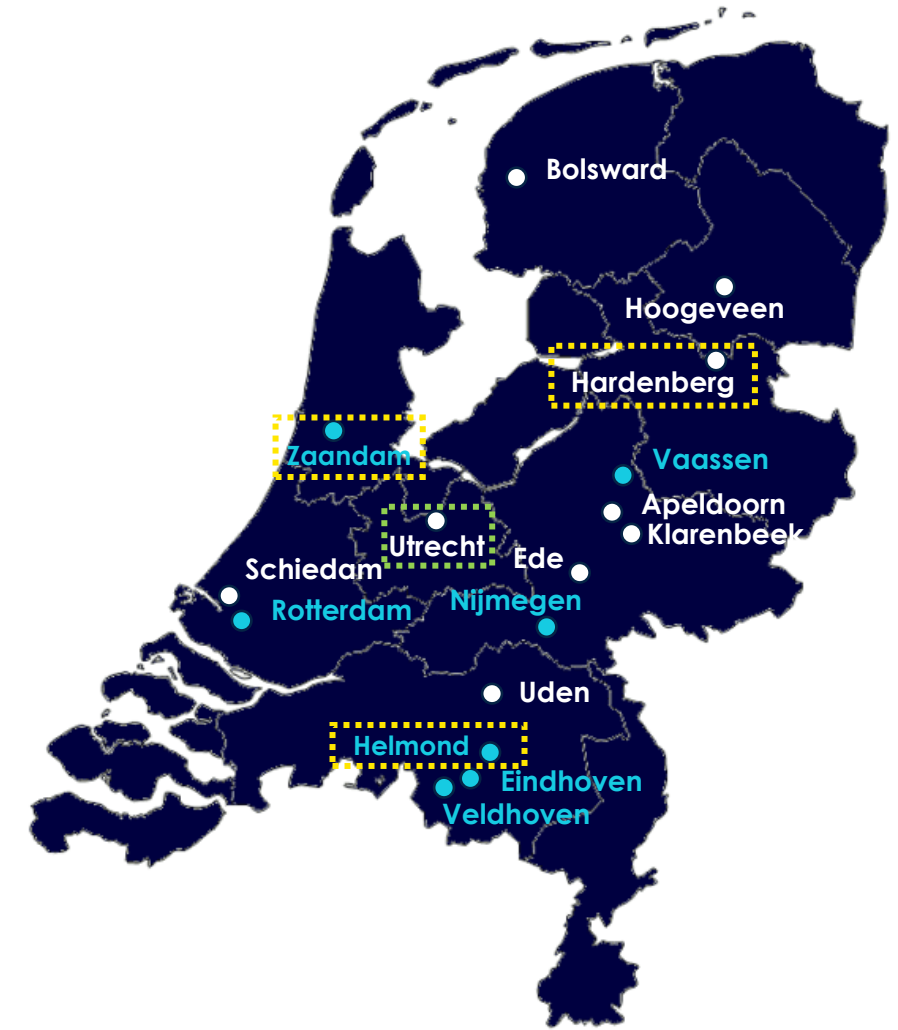 Bolsward
Hoogeveen
Hardenberg
Zaandam
Vaassen
Apeldoorn
Klarenbeek
Utrecht
Ede
Schiedam
Nijmegen
Rotterdam
Uden
Helmond
Eindhoven
Veldhoven